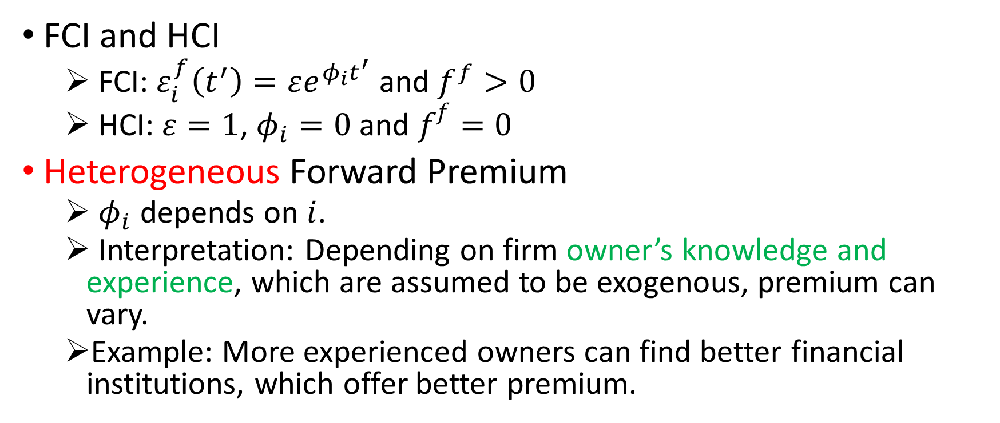 • FCI and HCI
➢ FCI: $\varepsilon_i^f(t') = \varepsilon e^{\phi_i t'}$ and $f^f > 0$
➢ HCI: $\varepsilon = 1$, $\phi_i = 0$ and $f^f = 0$
• Heterogeneous Forward Premium
➢ $\phi_i$ depends on $i$.
➢ Interpretation: Depending on firm owner’s knowledge and
experience, which are assumed to be exogenous, premium can
vary.
➢Example: More experienced owners can find better financial
institutions, which offer better premium.